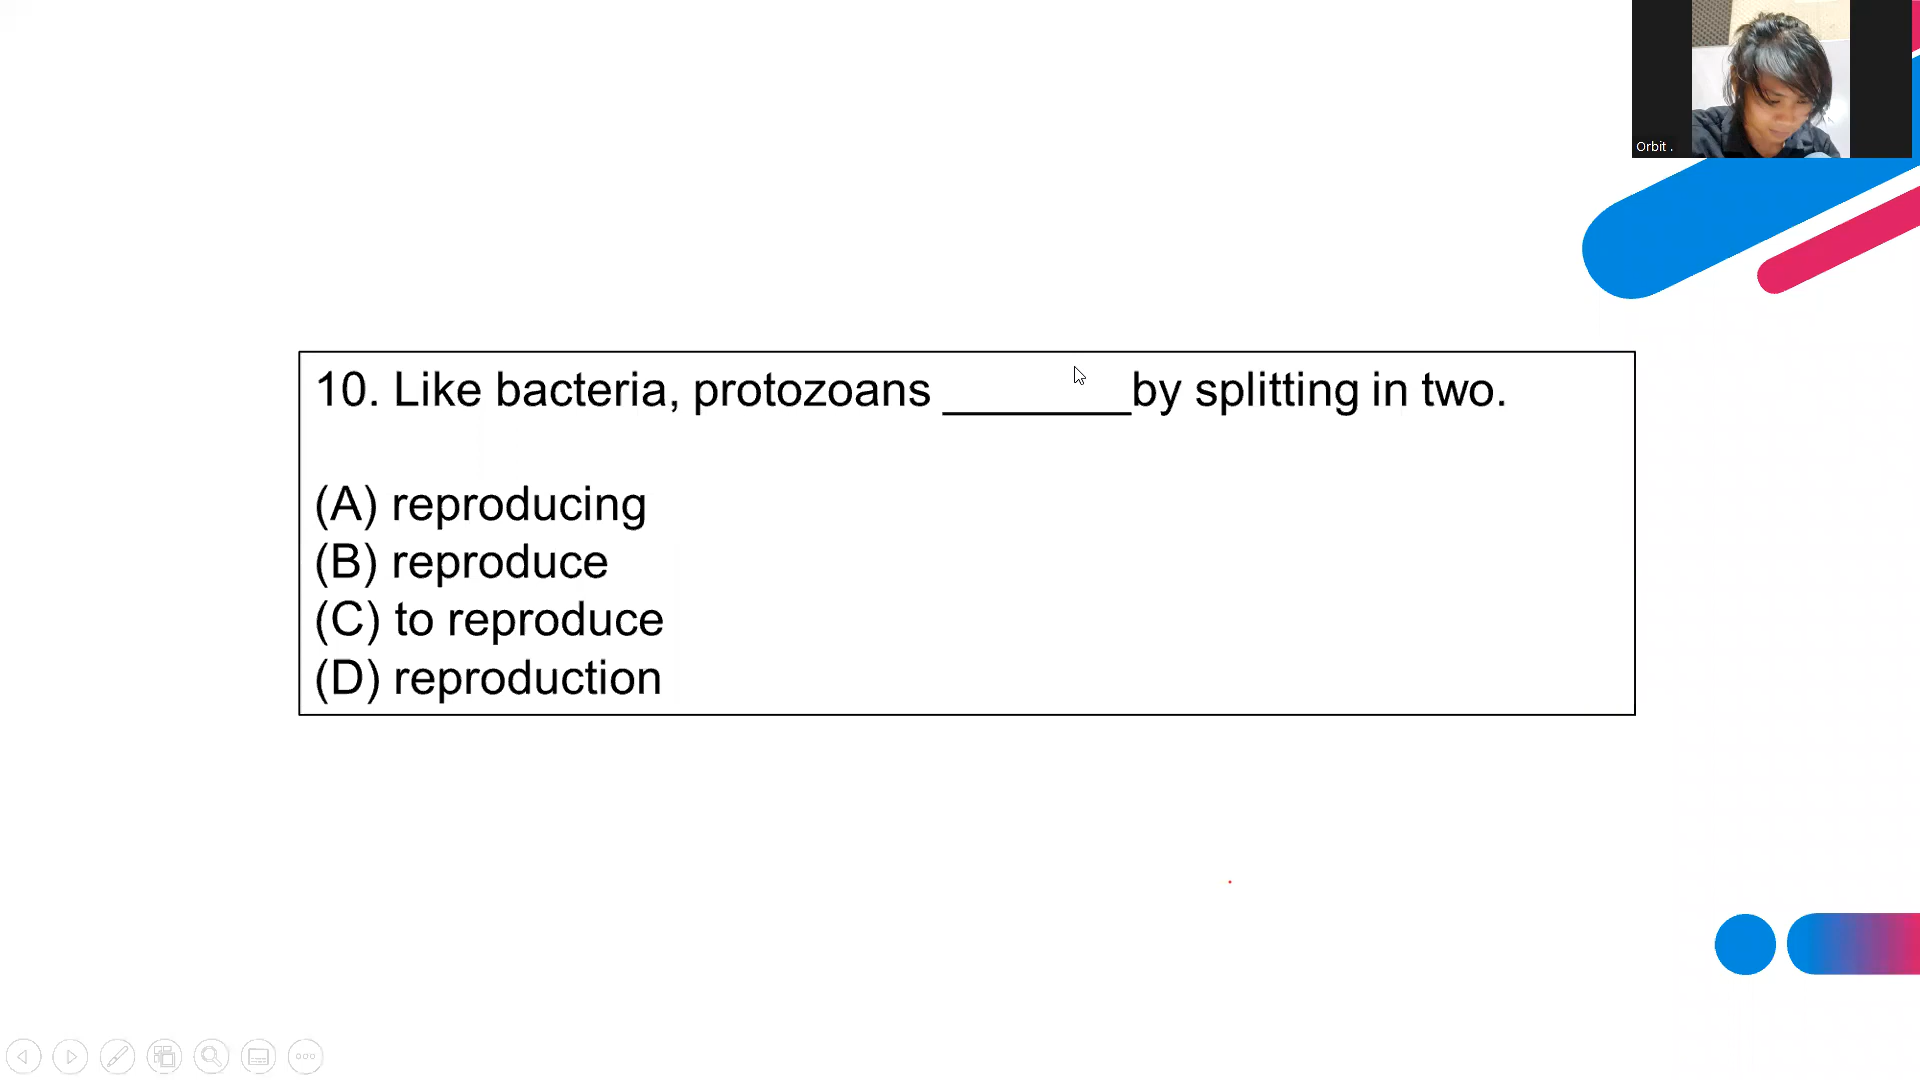 Orbit .
10. Like bacteria, protozoans ________by splitting in two.
(A) reproducing
(B) reproduce
(C) to reproduce
(D) reproduction